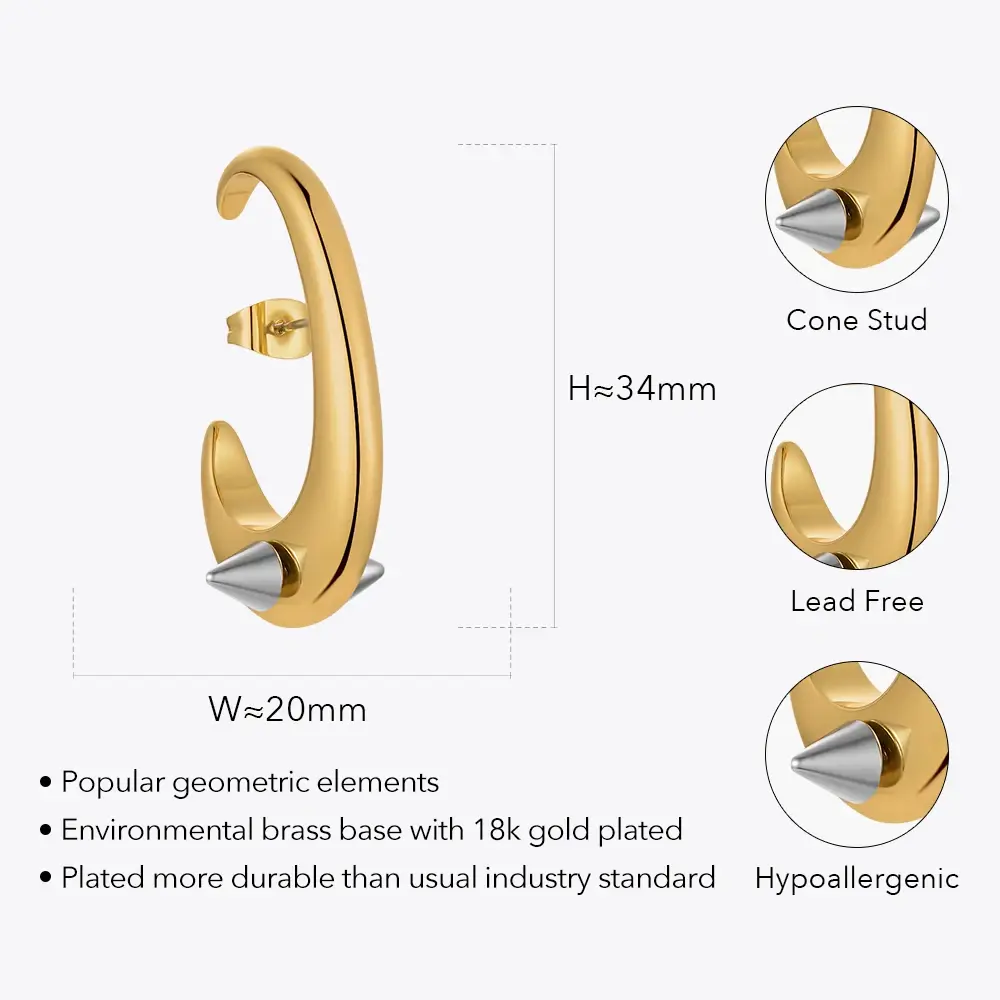 H≈34mm
W≈20mm
• Popular geometric elements
• Environmental brass base with 18k gold plated
• Plated more durable than usual industry standard
Cone Stud
Lead Free
Hypoallergenic